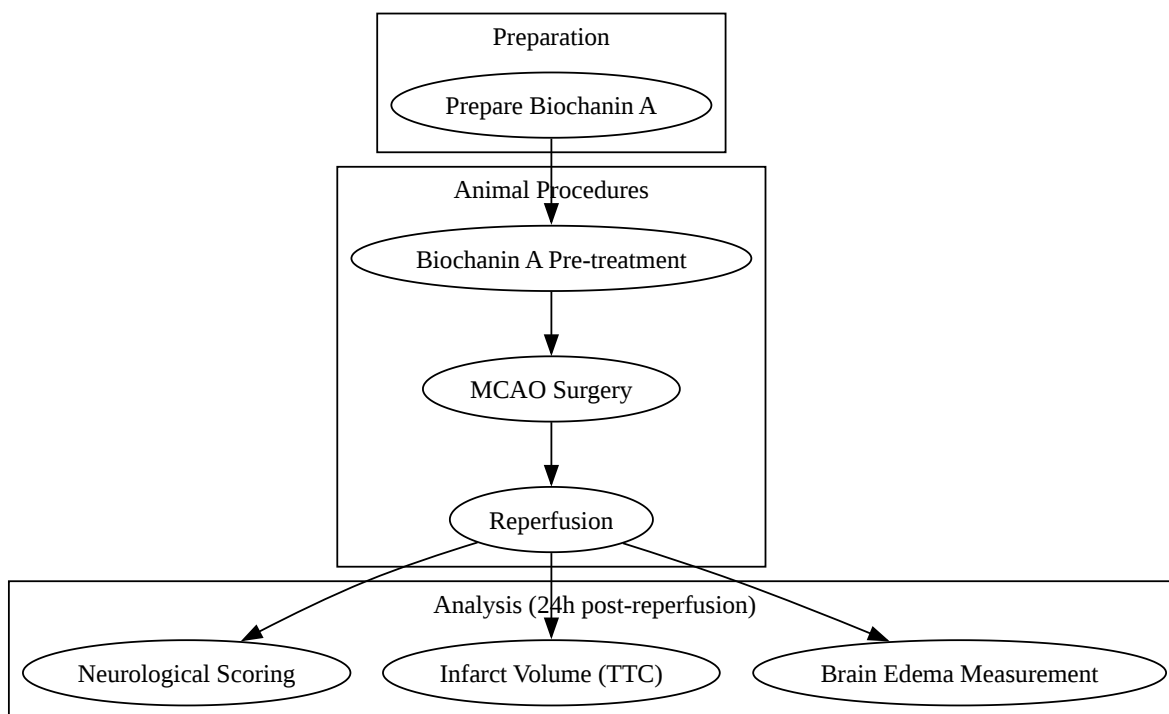 Preparation
Prepare Biochanin A
Animal Procedures
Biochanin A Pre-treatment
MCAO Surgery
Reperfusion
Analysis (24h post-reperfusion)
Neurological Scoring
Infarct Volume (TTC)
Brain Edema Measurement